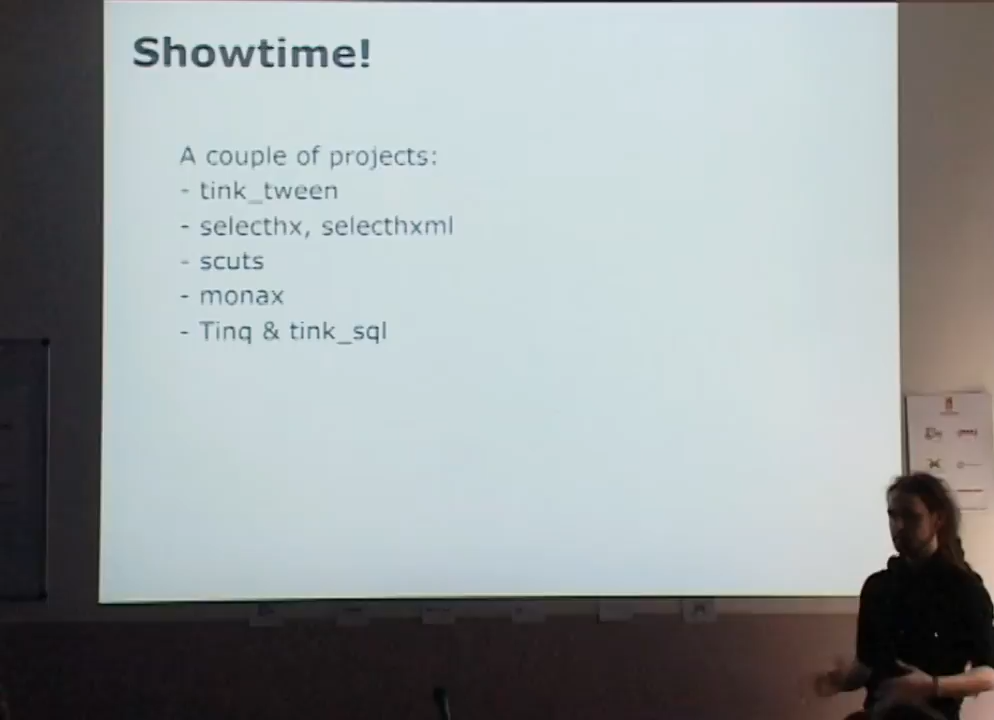 Showtime!
A couple of projects:
- tink_tween
- selecthx, selecthxml
- scuts
- monax
- Tinq & tink_sql